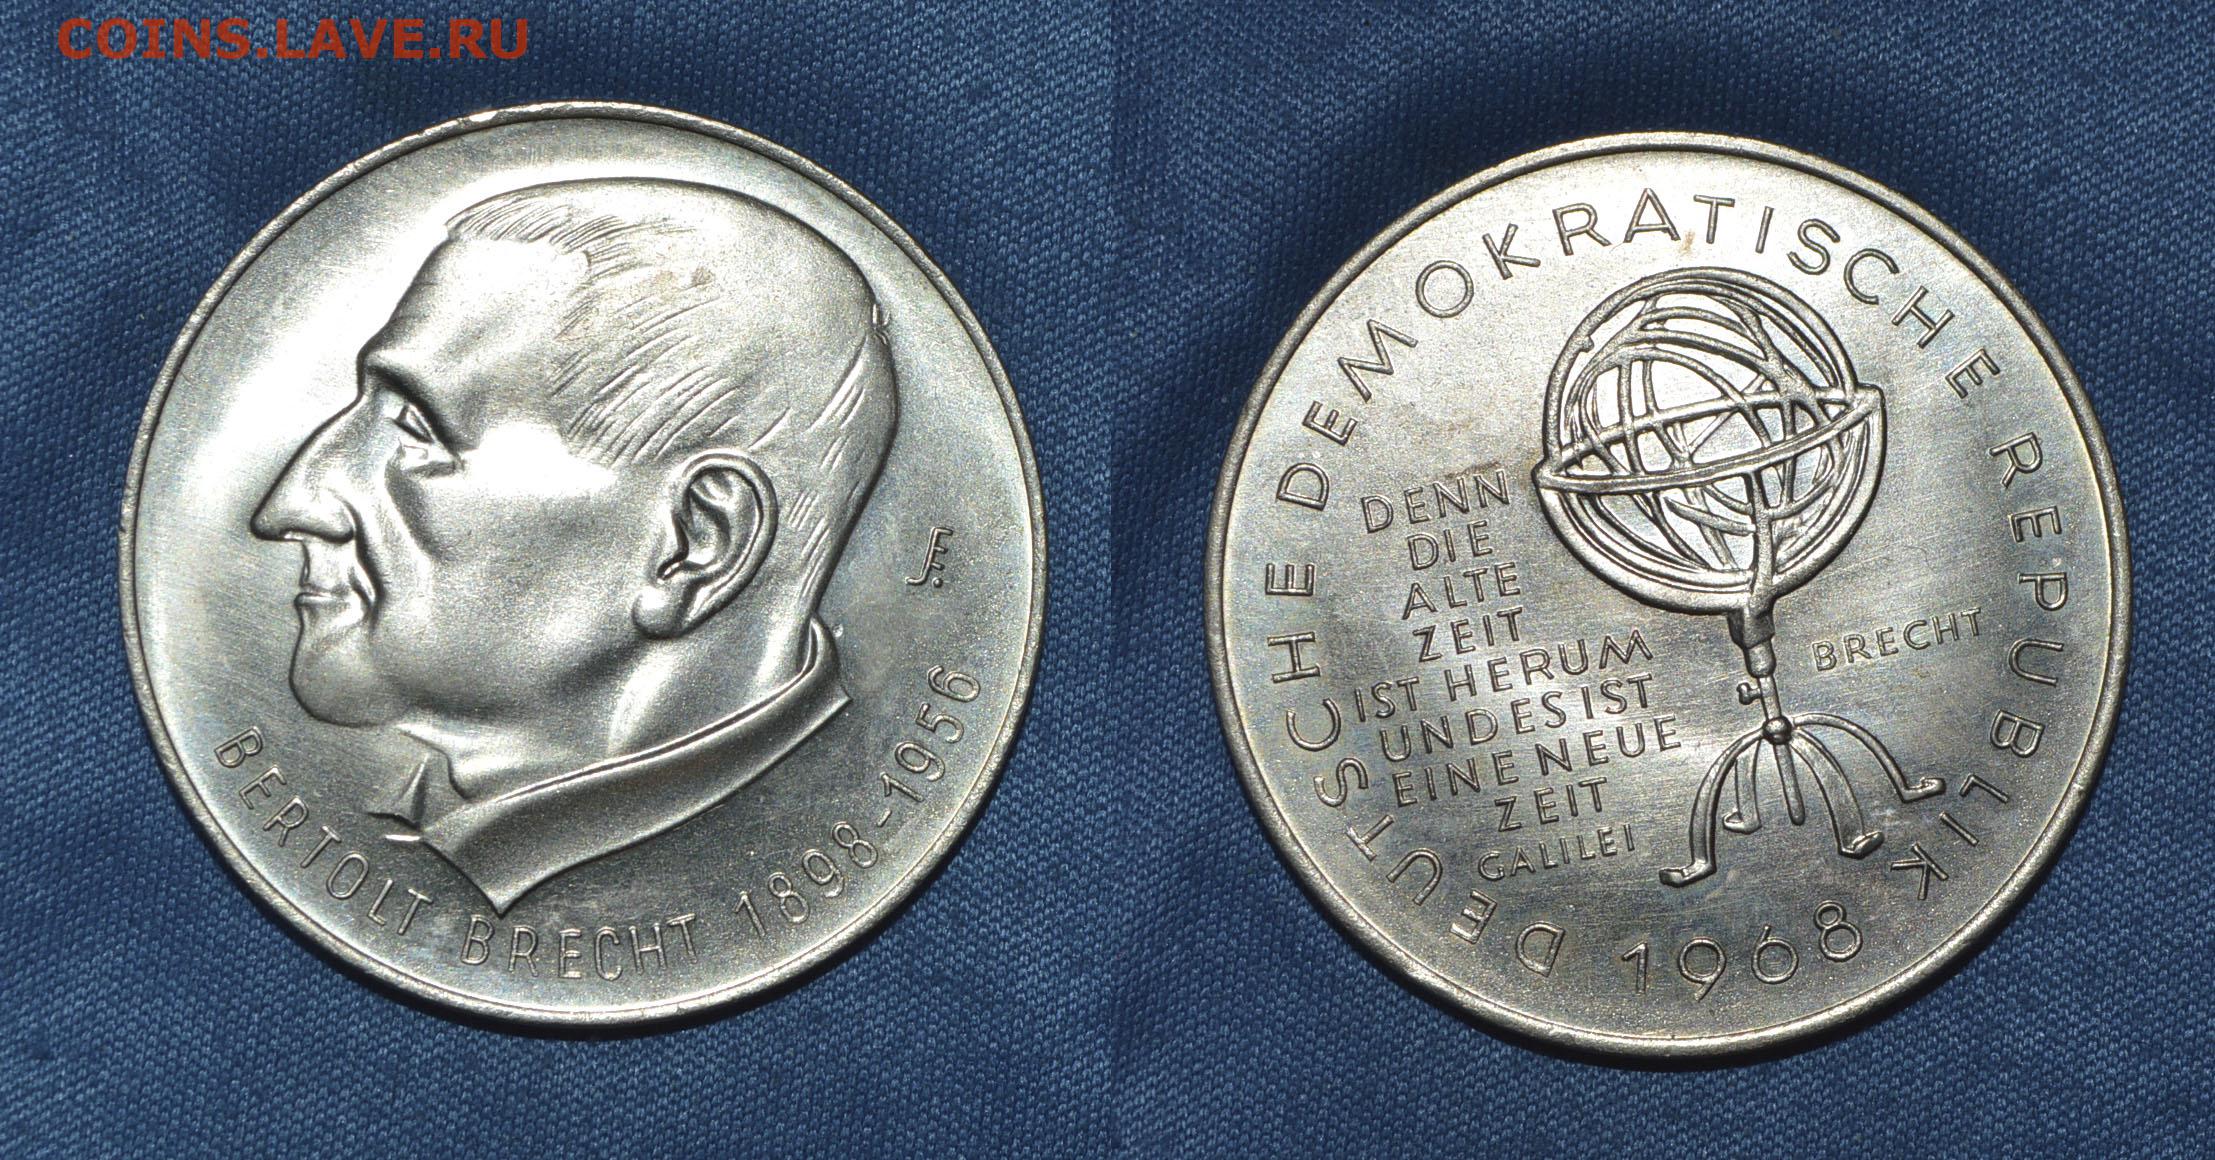 COINS.LAVE.RU
JF.
BERTOLT BRECHT 1898-1956
DEUTSCHE DEMOKRATISCHE REPUBLIK
DENN
DIE
ALTE
ZEIT
IST HERUM
UND ES IST
EINE NEUE
ZEIT
GALILEI
BRECHT
1968